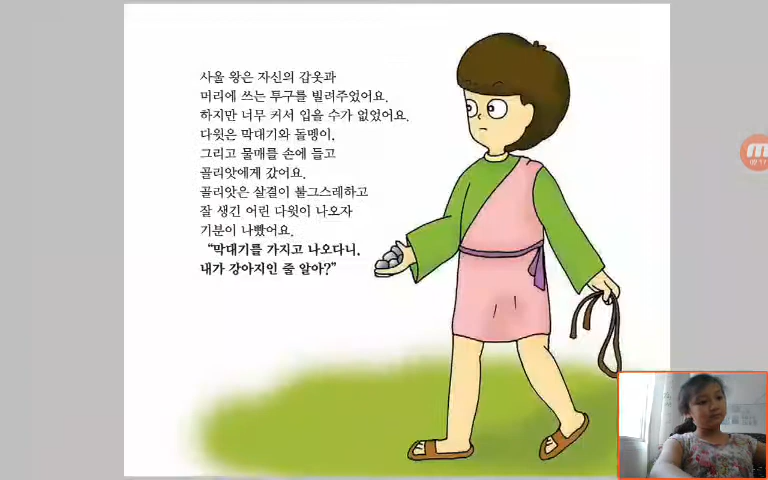 사울 왕은 자신의 갑옷과
머리에 쓰는 투구를 빌려주었어요.
하지만 너무 커서 입을 수가 없었어요.
다윗은 막대기와 돌멩이,
그리고 물매를 손에 들고
골리앗에게 갔어요.
골리앗은 살결이 불그스레하고
잘 생긴 어린 다윗이 나오자
기분이 나빴어요.
“막대기를 가지고 나오다니,
내가 강아지인 줄 알아?”